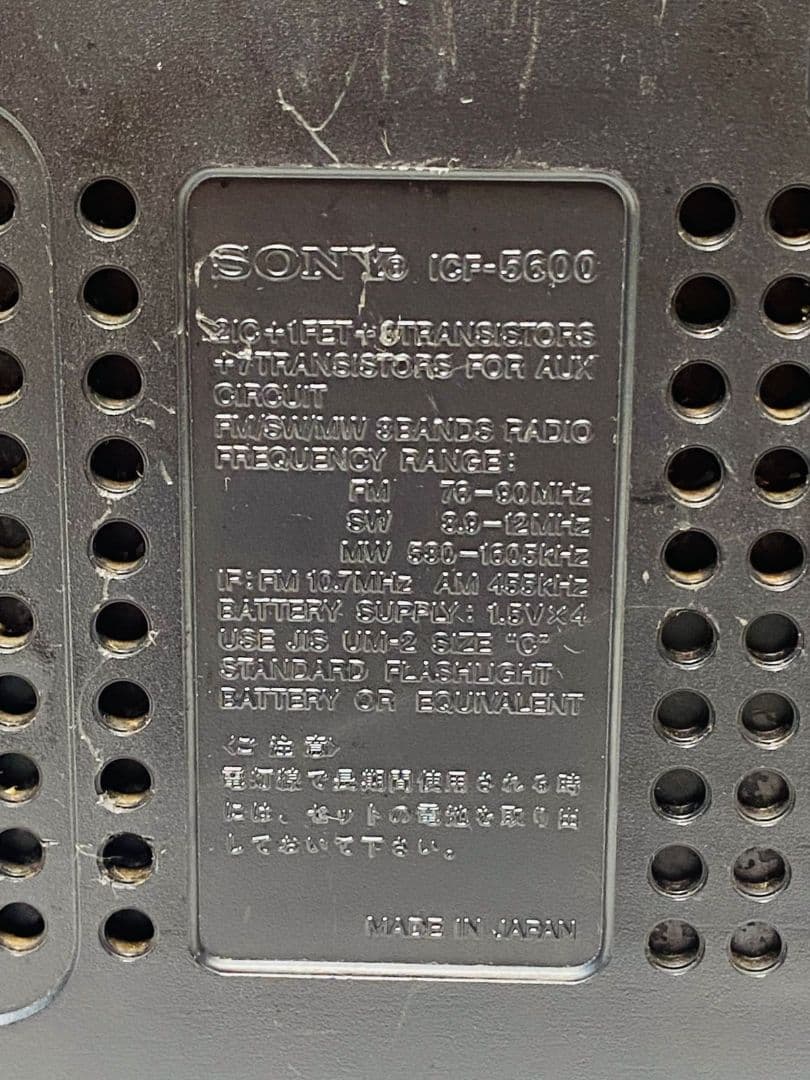 SONY® ICF-5600
2IC+1FET+8TRANSISTORS
+7TRANSISTORS FOR AUX
CIRCUIT
FM/SW/MW 3BANDS RADIO
FREQUENCY RANGE:
FM 76-90MHz
SW 3.9-12MHz
MW 530-1605kHz
IF: FM 10.7MHz AM 455kHz
BATTERY SUPPLY: 1.5V×4
USE JIS UM-2 SIZE "C"
STANDARD FLASHLIGHT
BATTERY OR EQUIVALENT
〈ご注意〉
電灯線で長期間使用される時
には、セットの電池を取り出
しておいて下さい。
MADE IN JAPAN